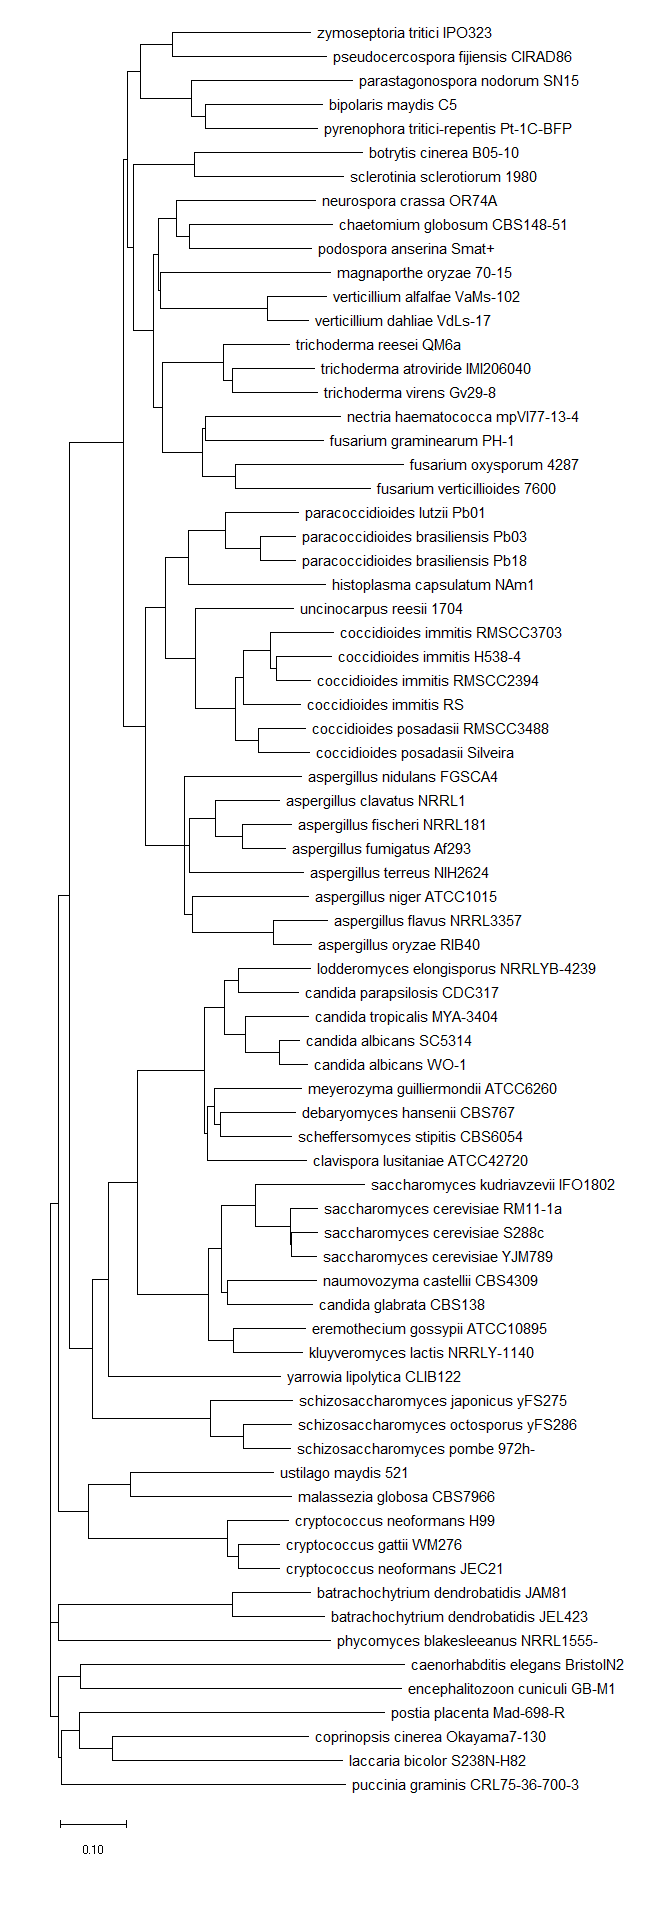 zymoseptoria tritici IPO323
pseudocercospora fijiensis CIRAD86
parastagonospora nodorum SN15
bipolaris maydis C5
pyrenophora tritici-repentis Pt-1C-BFP
botrytis cinerea B05-10
sclerotinia sclerotiorum 1980
neurospora crassa OR74A
chaetomium globosum CBS148-51
podospora anserina Smat+
magnaporthe oryzae 70-15
verticillium alfalfae VaMs-102
verticillium dahliae VdLs-17
trichoderma reesei QM6a
trichoderma atroviride IMI206040
trichoderma virens Gv29-8
nectria haematococca mpVI77-13-4
fusarium graminearum PH-1
fusarium oxysporum 4287
fusarium verticillioides 7600
paracoccidioides lutzii Pb01
paracoccidioides brasiliensis Pb03
paracoccidioides brasiliensis Pb18
histoplasma capsulatum NAm1
uncinocarpus reesii 1704
coccidioides immitis RMSCC3703
coccidioides immitis H538-4
coccidioides immitis RMSCC2394
coccidioides immitis RS
coccidioides posadasii RMSCC3488
coccidioides posadasii Silveira
aspergillus nidulans FGSCA4
aspergillus clavatus NRRL1
aspergillus fischeri NRRL181
aspergillus fumigatus Af293
aspergillus terreus NIH2624
aspergillus niger ATCC1015
aspergillus flavus NRRL3357
aspergillus oryzae RIB40
lodderomyces elongisporus NRRLYB-4239
candida parapsilosis CDC317
candida tropicalis MYA-3404
candida albicans SC5314
candida albicans WO-1
meyerozyma guilliermondii ATCC6260
debaryomyces hansenii CBS767
scheffersomyces stipitis CBS6054
clavispora lusitaniae ATCC42720
saccharomyces kudriavzevii IFO1802
saccharomyces cerevisiae RM11-1a
saccharomyces cerevisiae S288c
saccharomyces cerevisiae YJM789
naumovozyma castellii CBS4309
candida glabrata CBS138
eremothecium gossypii ATCC10895
kluyveromyces lactis NRRLY-1140
yarrowia lipolytica CLIB122
schizosaccharomyces japonicus yFS275
schizosaccharomyces octosporus yFS286
schizosaccharomyces pombe 972h-
ustilago maydis 521
malassezia globosa CBS7966
cryptococcus neoformans H99
cryptococcus gattii WM276
cryptococcus neoformans JEC21
batrachochytrium dendrobatidis JAM81
batrachochytrium dendrobatidis JEL423
phycomyces blakesleeanus NRRL1555-
caenorhabditis elegans BristolN2
encephalitozoon cuniculi GB-M1
postia placenta Mad-698-R
coprinopsis cinerea Okayama7-130
laccaria bicolor S238N-H82
puccinia graminis CRL75-36-700-3
0.10